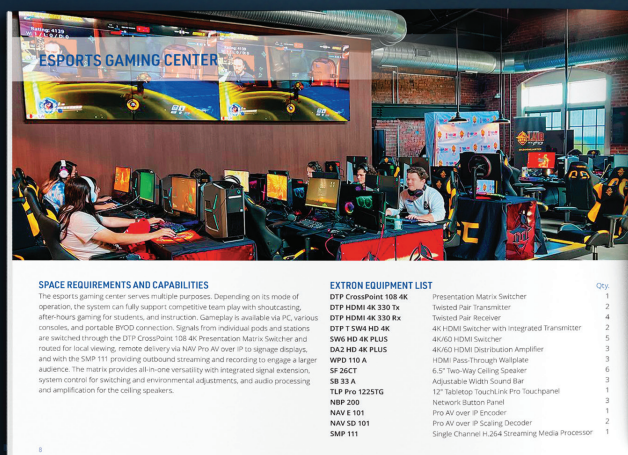 Rating: 4139
ESPORTS GAMING CENTER
LAIR
SPACE REQUIREMENTS AND CAPABILITIES
The esports gaming center serves multiple purposes. Depending on its mode of
operation, the system can fully support competitive team play with shoutcasting,
after-hours gaming for students, and instruction. Gameplay is available via PC, various
consoles, and portable BYOD connection. Signals from individual pods and stations
are switched through the DTP CrossPoint 108 4K Presentation Matrix Switcher and
routed for local viewing, remote delivery via NAV Pro AV over IP to signage displays,
and with the SMP 111 providing outbound streaming and recording to engage a larger
audience. The matrix provides all-in-one versatility with integrated signal extension,
system control for switching and environmental adjustments, and audio processing
and amplification for the ceiling speakers.
EXTRON EQUIPMENT LIST Qty.
DTP CrossPoint 108 4K Presentation Matrix Switcher 1
DTP HDMI 4K 330 Tx Twisted Pair Transmitter 2
DTP HDMI 4K 330 Rx Twisted Pair Receiver 4
DTP T SW4 HD 4K 4K HDMI Switcher with Integrated Transmitter 2
SW6 HD 4K PLUS 4K/60 HDMI Switcher 5
DA2 HD 4K PLUS 4K/60 HDMI Distribution Amplifier 3
WPD 110 A HDMI Pass-Through Wallplate 3
SF 26CT 6.5" Two-Way Ceiling Speaker 6
SB 33 A Adjustable Width Sound Bar 3
TLP Pro 1225TG 12" Tabletop TouchLink Pro Touchpanel 1
NBP 200 Network Button Panel 3
NAV E 101 Pro AV over IP Encoder 1
NAV SD 101 Pro AV over IP Scaling Decoder 2
SMP 111 Single Channel H.264 Streaming Media Processor 1
8